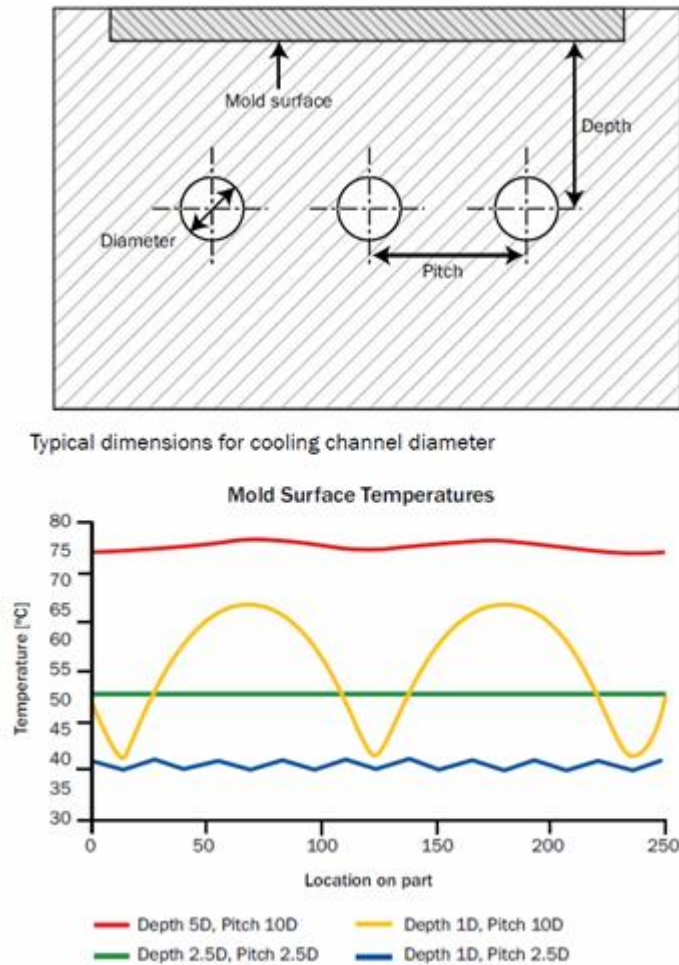 Mold surface
Depth
Diameter
Pitch
Typical dimensions for cooling channel diameter
Mold Surface Temperatures
Temperature [°C]
80
75
70
65
60
55
50
45
40
35
30
0 50 100 150 200 250
Location on part
Depth 5D, Pitch 10D Depth 1D, Pitch 10D
Depth 2.5D, Pitch 2.5D Depth 1D, Pitch 2.5D